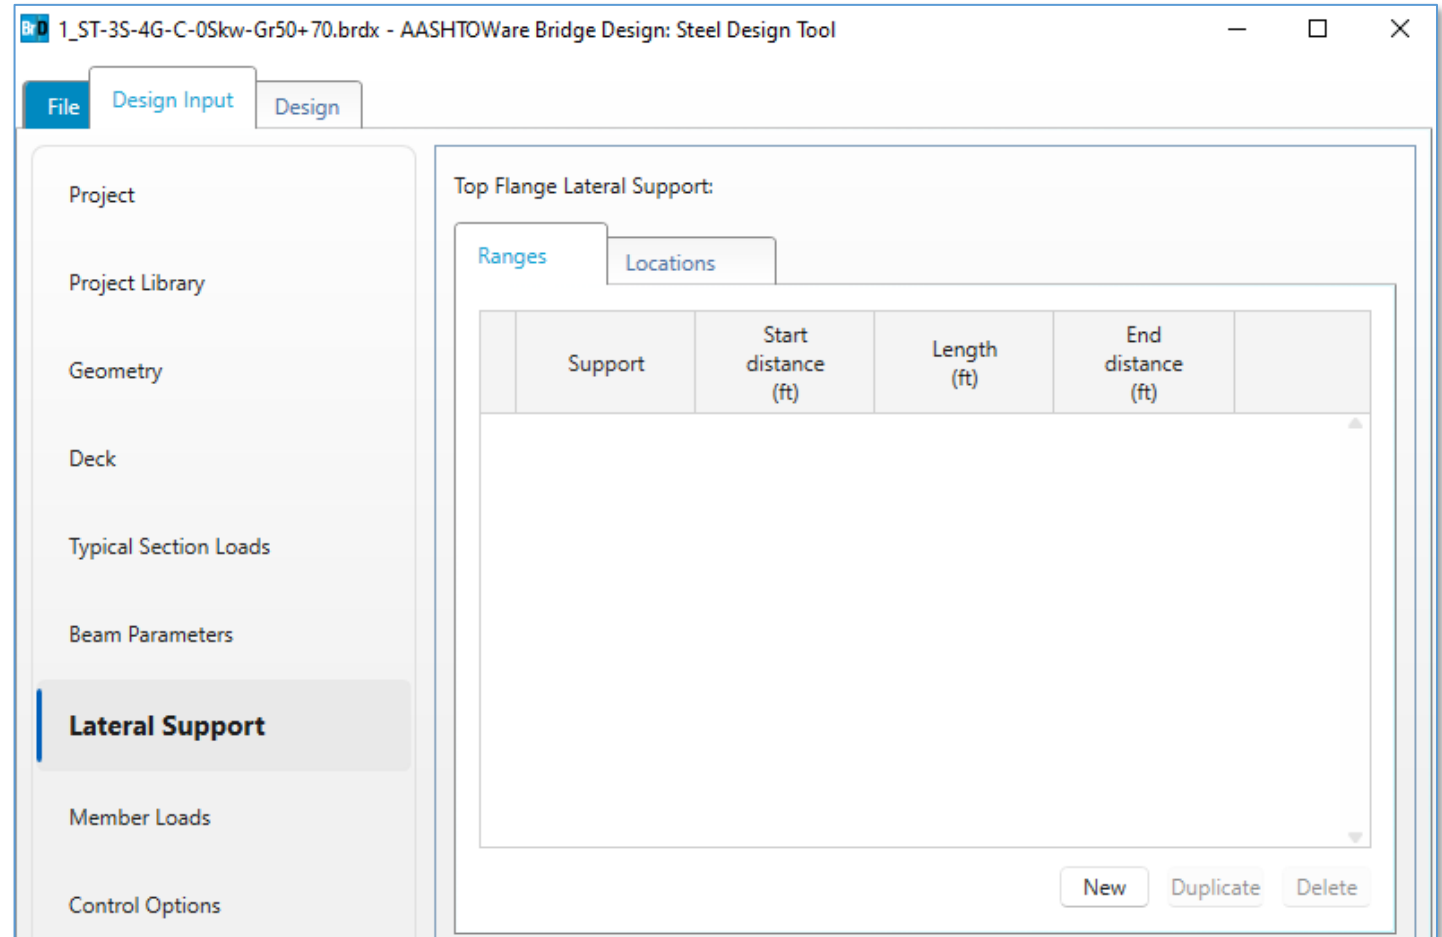 BrD 1_ST-3S-4G-C-0Skw-Gr50+70.brdx - AASHTOWare Bridge Design: Steel Design Tool
File Design Input Design
Project
Project Library
Geometry
Deck
Typical Section Loads
Beam Parameters
Lateral Support
Member Loads
Control Options
Top Flange Lateral Support:
Ranges Locations
Support
Start
distance
(ft)
Length
(ft)
End
distance
(ft)
New Duplicate Delete